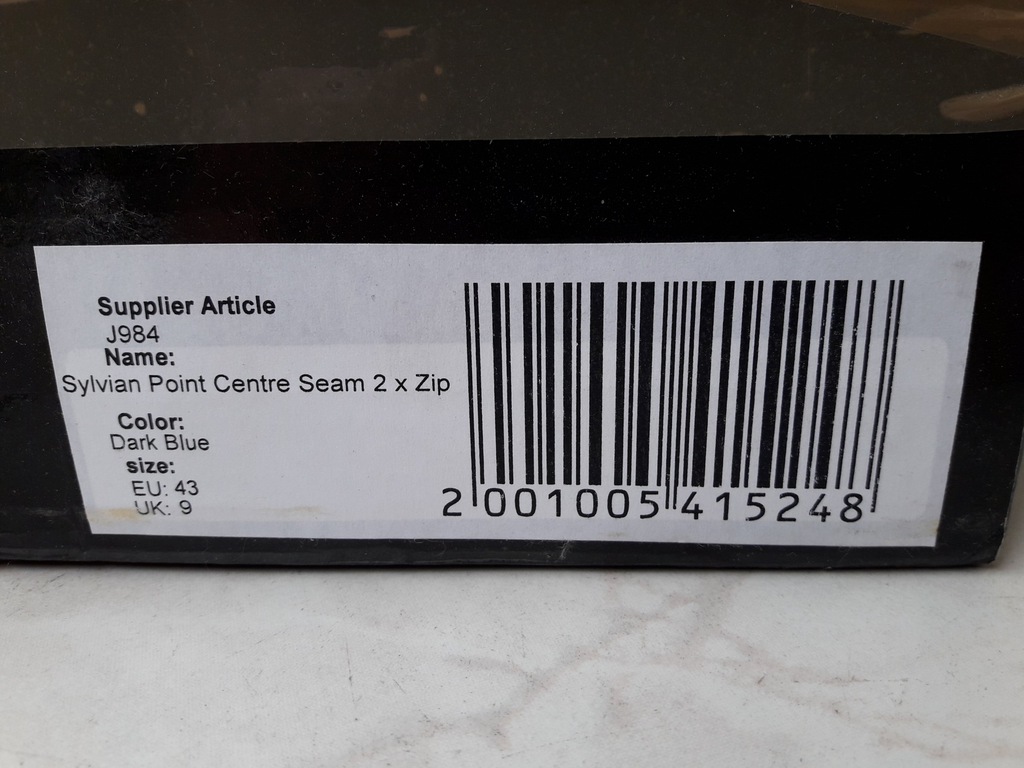 Supplier Article
J984
Name:
Sylvian Point Centre Seam 2 x Zip
Color:
Dark Blue
size:
EU: 43
UK: 9
2 001005 415248